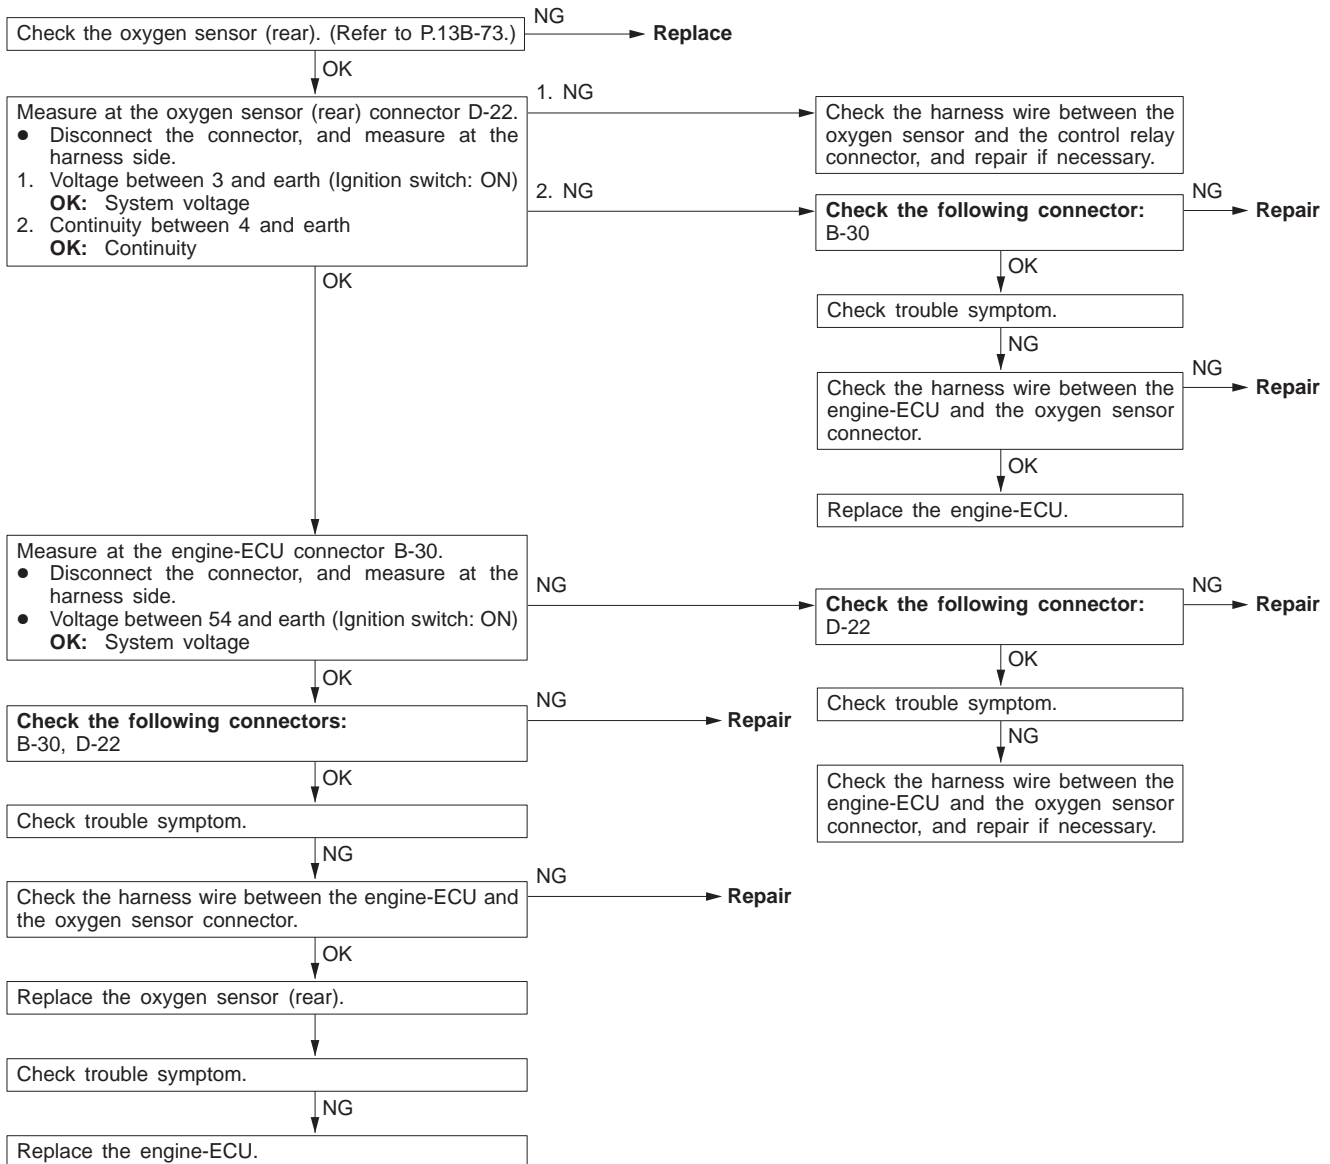 Check the oxygen sensor (rear). (Refer to P.13B-73.)
NG
Replace
OK
Measure at the oxygen sensor (rear) connector D-22.
● Disconnect the connector, and measure at the
harness side.
1. Voltage between 3 and earth (Ignition switch: ON)
OK: System voltage
2. Continuity between 4 and earth
OK: Continuity
1. NG
Check the harness wire between the
oxygen sensor and the control relay
connector, and repair if necessary.
2. NG
Check the following connector:
B-30
NG
Repair
OK
Check trouble symptom.
NG
Check the harness wire between the
engine-ECU and the oxygen sensor
connector.
NG
Repair
OK
Replace the engine-ECU.
OK
Measure at the engine-ECU connector B-30.
● Disconnect the connector, and measure at the
harness side.
● Voltage between 54 and earth (Ignition switch: ON)
OK: System voltage
NG
Check the following connector:
D-22
NG
Repair
OK
Check trouble symptom.
NG
Check the harness wire between the
engine-ECU and the oxygen sensor
connector, and repair if necessary.
OK
Check the following connectors:
B-30, D-22
NG
Repair
OK
Check trouble symptom.
NG
Check the harness wire between the engine-ECU and
the oxygen sensor connector.
NG
Repair
OK
Replace the oxygen sensor (rear).
Check trouble symptom.
NG
Replace the engine-ECU.